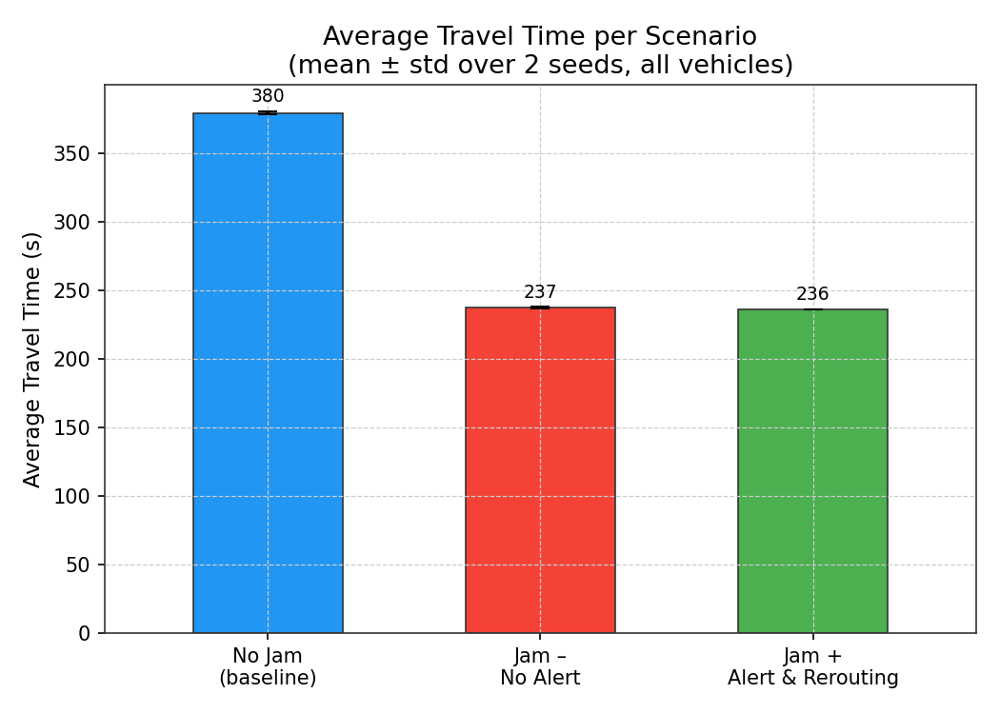 Average Travel Time per Scenario
(mean ± std over 2 seeds, all vehicles)
Average Travel Time (s)
350
300
250
200
150
100
50
0
380
237
236
No Jam
(baseline)
Jam –
No Alert
Jam +
Alert & Rerouting